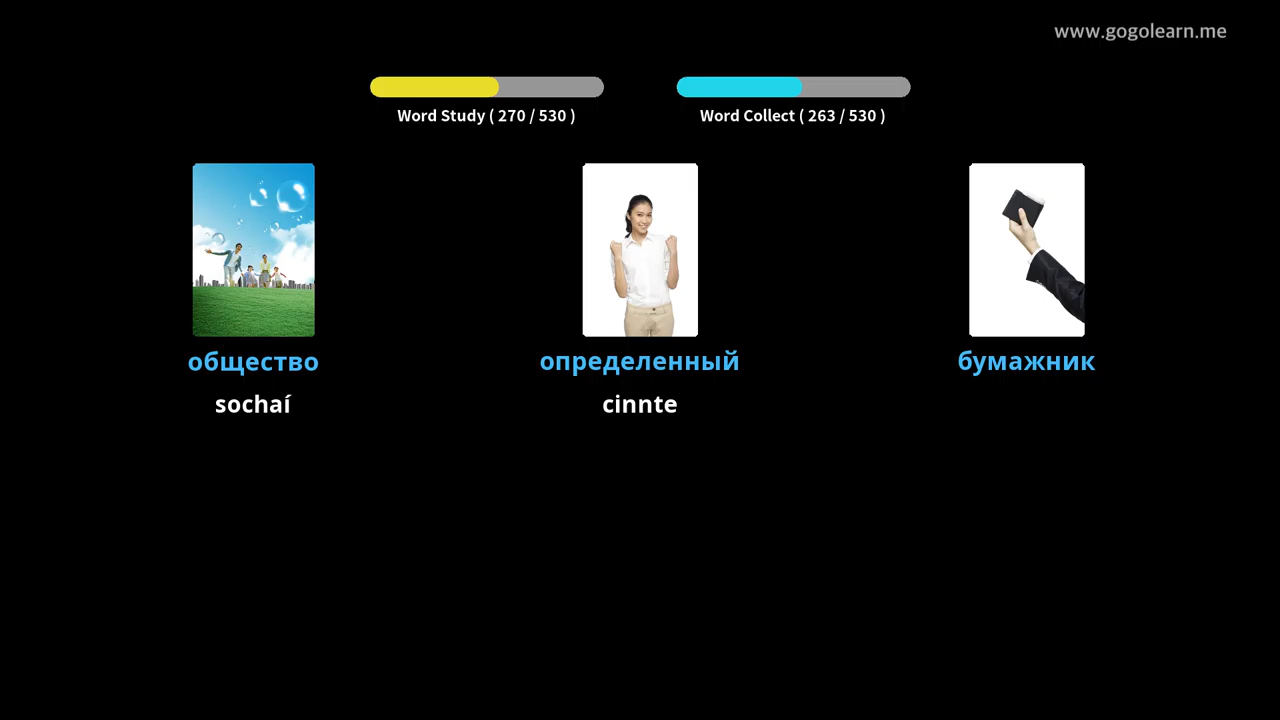 www.gogolearn.me
Word Study ( 270 / 530 )
Word Collect ( 263 / 530 )
общество
определенный
бумажник
sochaí
cinnte